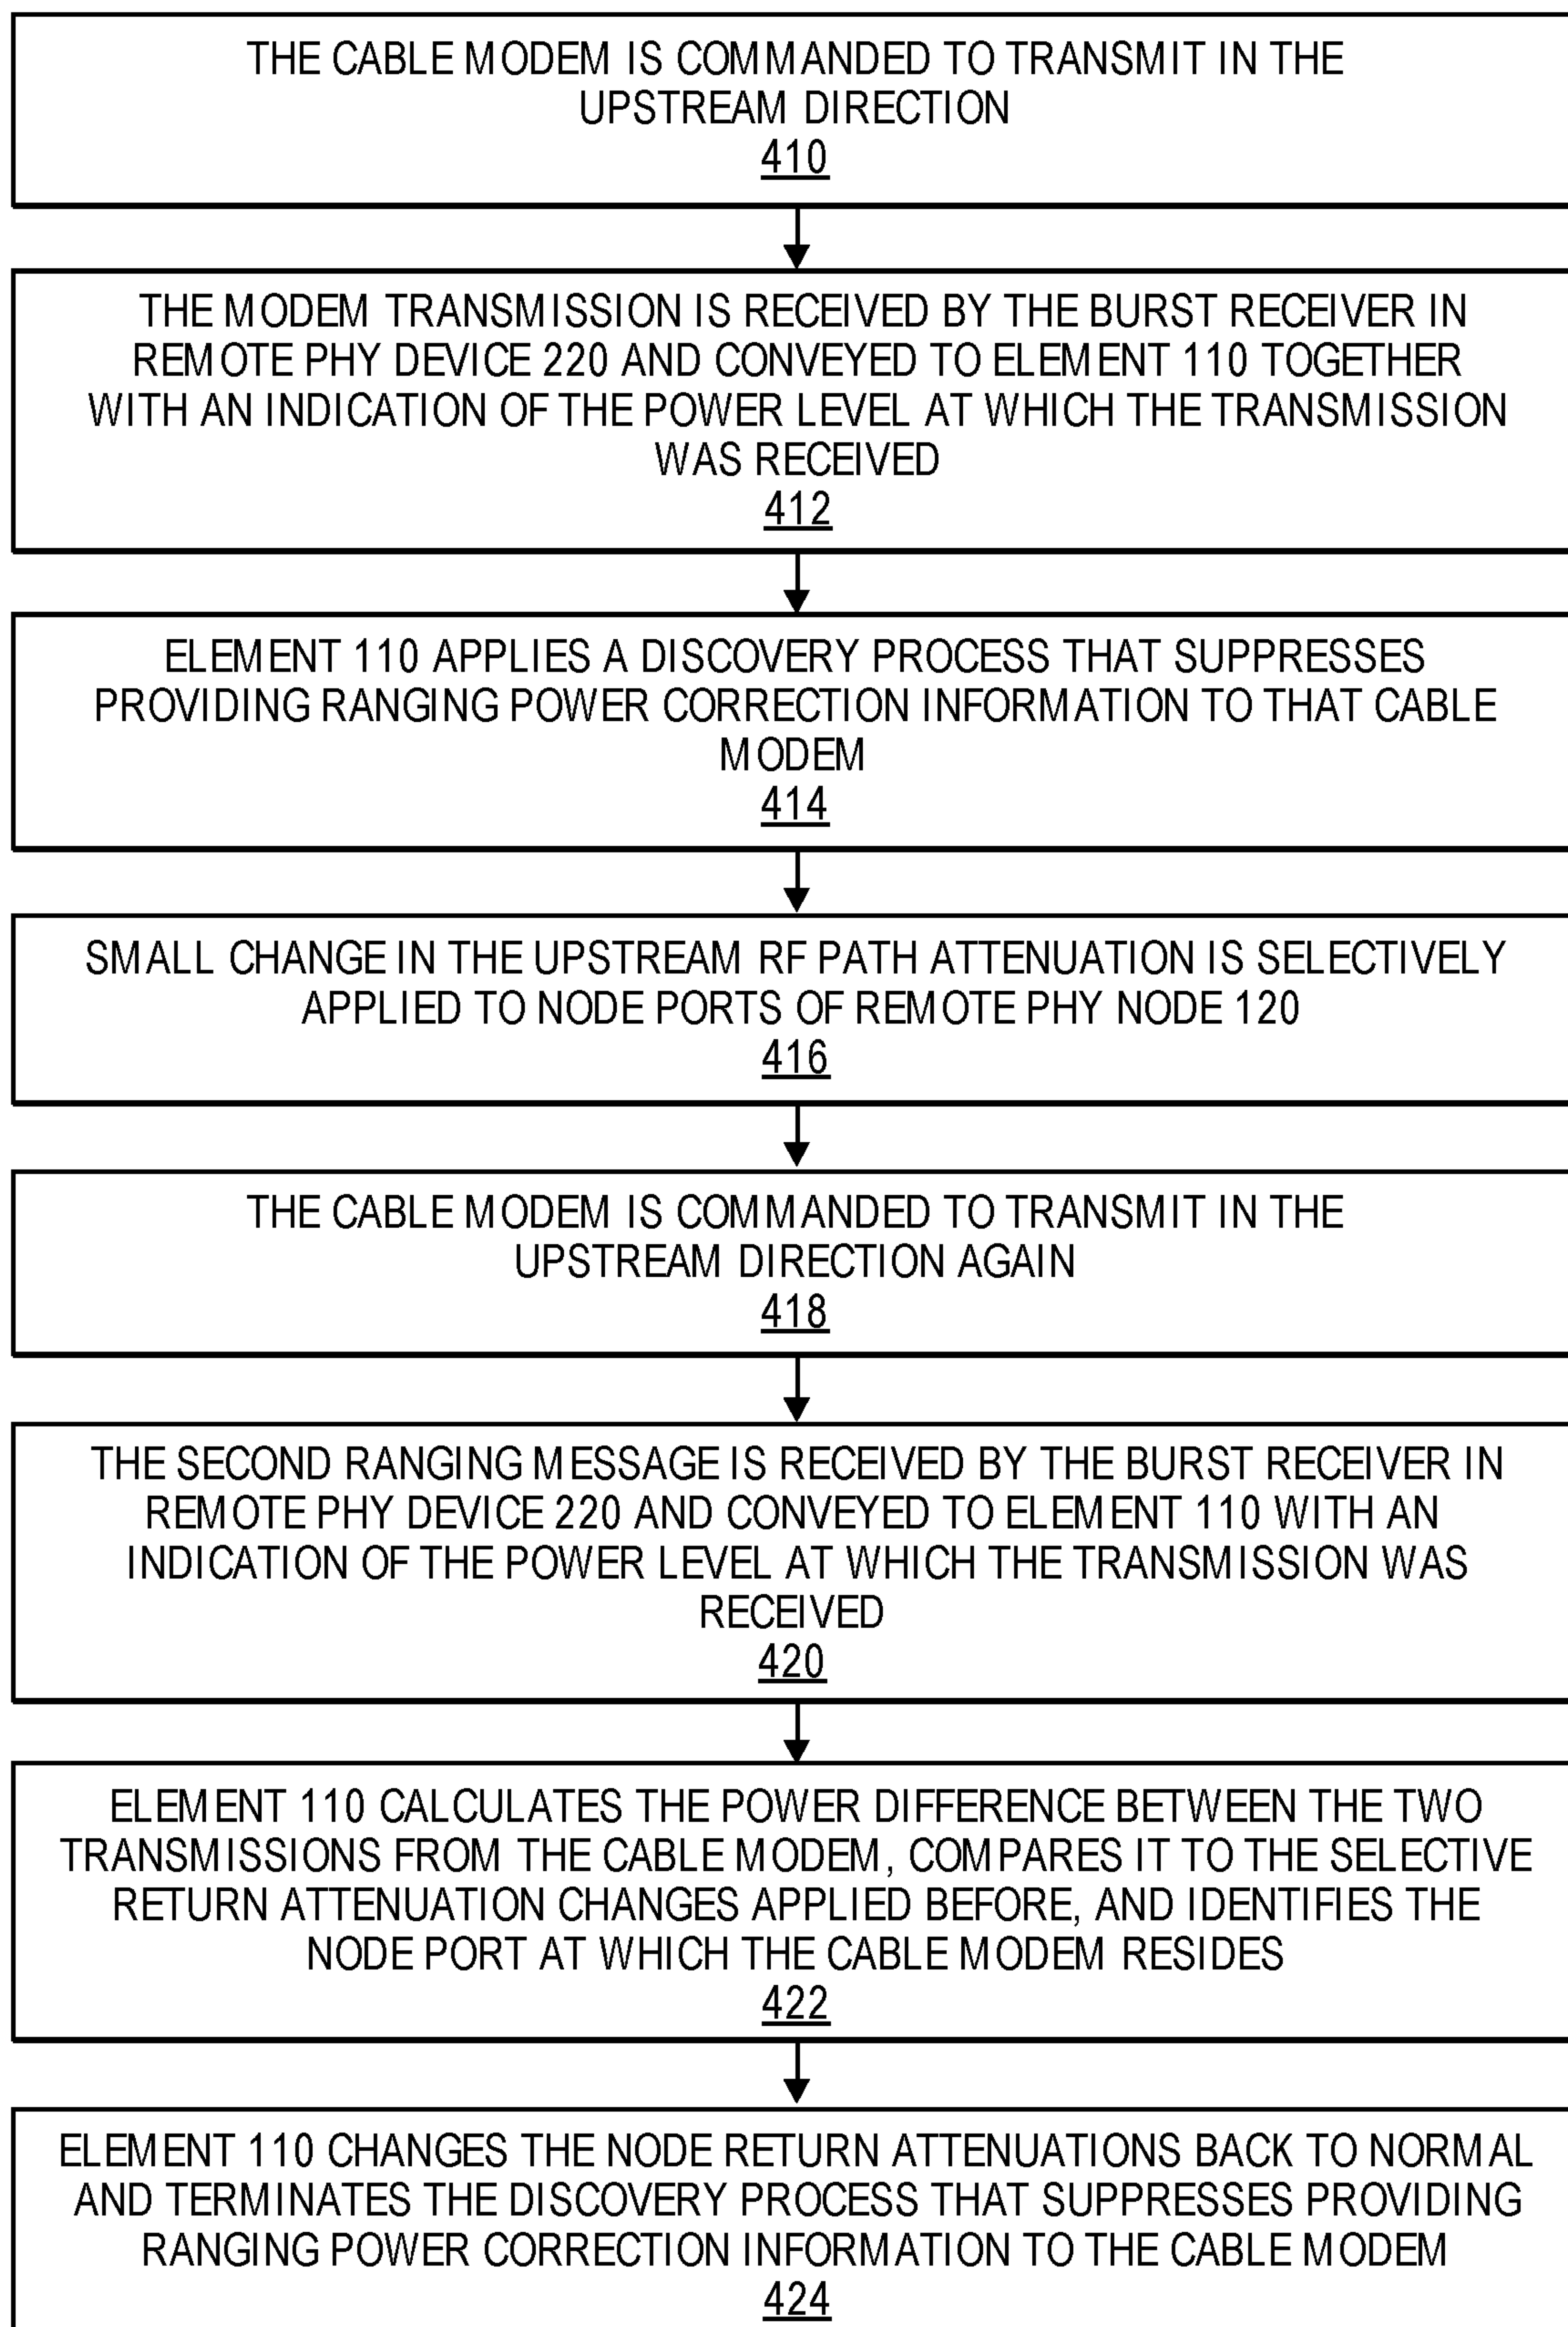 THE CABLE MODEM IS COMMANDED TO TRANSMIT IN THE
UPSTREAM DIRECTION
410
THE MODEM TRANSMISSION IS RECEIVED BY THE BURST RECEIVER IN
REMOTE PHY DEVICE 220 AND CONVEYED TO ELEMENT 110 TOGETHER
WITH AN INDICATION OF THE POWER LEVEL AT WHICH THE TRANSMISSION
WAS RECEIVED
412
ELEMENT 110 APPLIES A DISCOVERY PROCESS THAT SUPPRESSES
PROVIDING RANGING POWER CORRECTION INFORMATION TO THAT CABLE
MODEM
414
SMALL CHANGE IN THE UPSTREAM RF PATH ATTENUATION IS SELECTIVELY
APPLIED TO NODE PORTS OF REMOTE PHY NODE 120
416
THE CABLE MODEM IS COMMANDED TO TRANSMIT IN THE
UPSTREAM DIRECTION AGAIN
418
THE SECOND RANGING MESSAGE IS RECEIVED BY THE BURST RECEIVER IN
REMOTE PHY DEVICE 220 AND CONVEYED TO ELEMENT 110 WITH AN
INDICATION OF THE POWER LEVEL AT WHICH THE TRANSMISSION WAS
RECEIVED
420
ELEMENT 110 CALCULATES THE POWER DIFFERENCE BETWEEN THE TWO
TRANSMISSIONS FROM THE CABLE MODEM, COMPARES IT TO THE SELECTIVE
RETURN ATTENUATION CHANGES APPLIED BEFORE, AND IDENTIFIES THE
NODE PORT AT WHICH THE CABLE MODEM RESIDES
422
ELEMENT 110 CHANGES THE NODE RETURN ATTENUATIONS BACK TO NORMAL
AND TERMINATES THE DISCOVERY PROCESS THAT SUPPRESSES PROVIDING
RANGING POWER CORRECTION INFORMATION TO THE CABLE MODEM
424